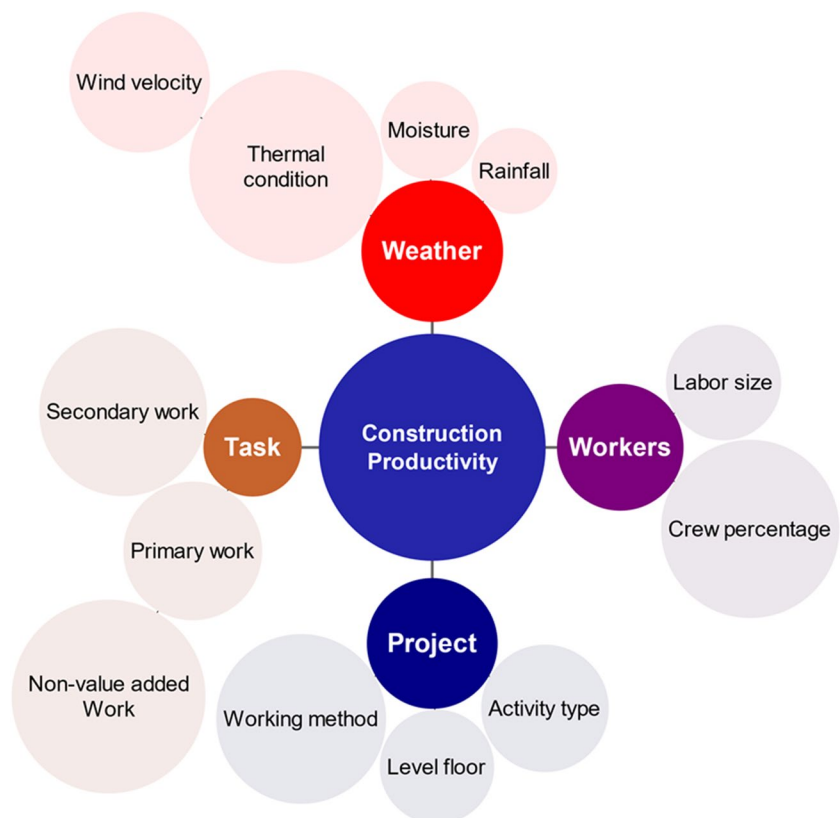 Wind velocity
Thermal
condition
Moisture
Rainfall
Weather
Secondary work
Task
Primary work
Non-value added
Work
Construction
Productivity
Labor size
Workers
Crew percentage
Project
Working method
Level floor
Activity type